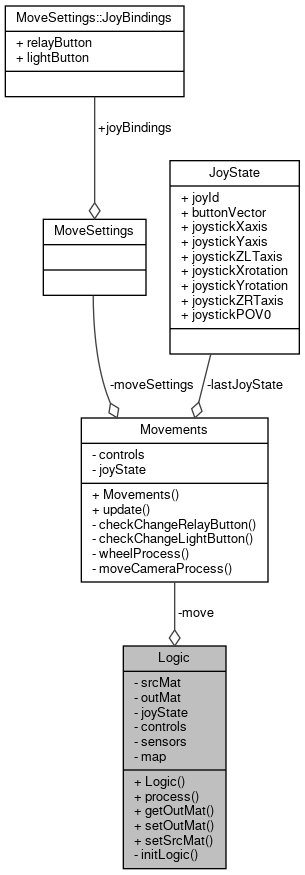 MoveSettings::JoyBindings
+ relayButton
+ lightButton
+joyBindings
MoveSettings
JoyState
+ joyId
+ buttonVector
+ joystickXaxis
+ joystickYaxis
+ joystickZLTaxis
+ joystickXrotation
+ joystickYrotation
+ joystickZRTaxis
+ joystickPOV0
-moveSettings
-lastJoyState
Movements
- controls
- joyState
+ Movements()
+ update()
- checkChangeRelayButton()
- checkChangeLightButton()
- wheelProcess()
- moveCameraProcess()
-move
Logic
- srcMat
- outMat
- joyState
- controls
- sensors
- map
+ Logic()
+ process()
+ getOutMat()
+ setOutMat()
+ setSrcMat()
- initLogic()